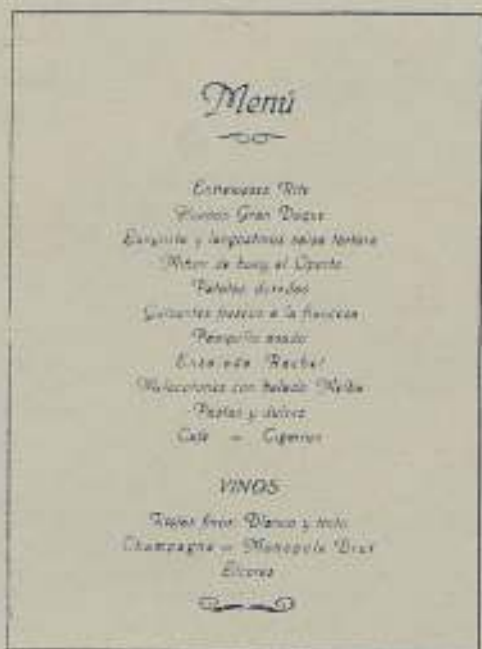 Menú
Entremeses Ritz
Huevos Gran Duque
Langosta y langostinos salsa tártara
Mignon de buey al Oporto
Patatas doradas
Guisantes frescos a la francesa
asado
Ensalada Rachel
Melocotones con helado Melba
Pastas y dulces
Café - Cigarros
VINOS
Riojas finos Blanco y tinto
Champagne - Monopole Brut
Licores